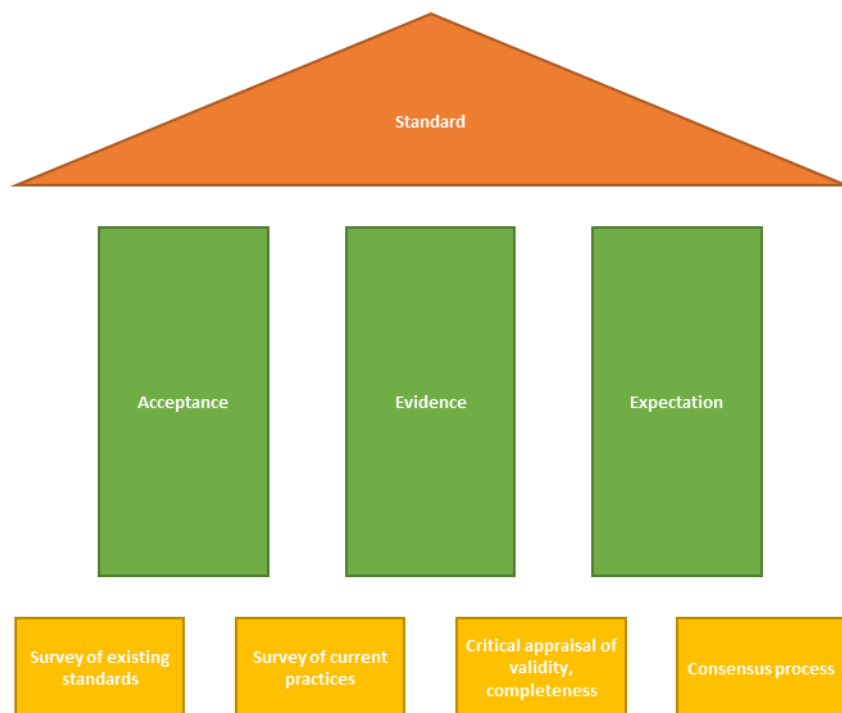 Standard
Acceptance
Evidence
Expectation
Survey of existing
standards
Survey of current
practices
Critical appraisal of
validity,
completeness
Consensus process